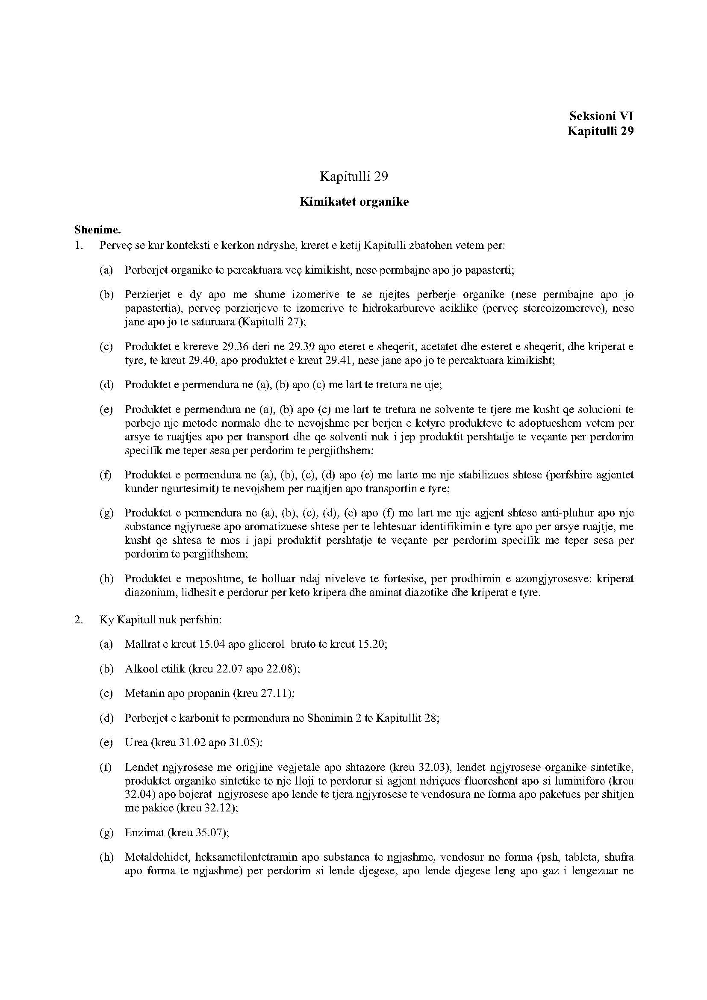 Seksioni VI
Kapitulli 29
Kapitulli 29
Kimikatet organike
Shenime.
1. Perveç se kur konteksti e kerkon ndryshe, kreret e ketij Kapitulli zbatohen vetem per:
(a) Perberjet organike te percaktuara veç kimikisht, nese permbajne apo jo papasterti;
(b) Perzierjet e dy apo me shume izomerive te se njejtes perberje organike (nese permbajne apo jo
papastertia), perveç perzierjeve te izomerive te hidrokarbureve aciklike (perveç stereoizomereve), nese
jane apo jo te saturuara (Kapitulli 27);
(c) Produktet e krereve 29.36 deri ne 29.39 apo eteret e sheqerit, acetatet dhe esteret e sheqerit, dhe kriperat e
tyre, te kreut 29.40, apo produktet e kreut 29.41, nese jane apo jo te percaktuara kimikisht;
(d) Produktet e permendura ne (a), (b) apo (c) me lart te tretura ne uje;
(e) Produktet e permendura ne (a), (b) apo (c) me lart te tretura ne solvente te tjere me kusht qe solucioni te
perbeje nje metode normale dhe te nevojshme per berjen e ketyre produkteve te adoptueshem vetem per
arsye te ruajtjes apo per transport dhe qe solventi nuk i jep produktit pershtatje te veçante per perdorim
specifik me teper sesa per perdorim te pergjithshem;
(f) Produktet e permendura ne (a), (b), (c), (d) apo (e) me larte me nje stabilizues shtese (perfshire agjentet
kunder ngurtesimit) te nevojshem per ruajtjen apo transportin e tyre;
(g) Produktet e permendura ne (a), (b), (c), (d), (e) apo (f) me lart me nje agjent shtese anti-pluhur apo nje
substance ngjyruese apo aromatizuese shtese per te lehtesuar identifikimin e tyre apo per arsye ruajtje, me
kusht qe shtesa te mos i japi produktit pershtatje te veçante per perdorim specifik me teper sesa per
perdorim te pergjithshem;
(h) Produktet e meposhtme, te holluar ndaj niveleve te fortesise, per prodhimin e azongjyrosesve: kriperat
diazonium, lidhesit e perdorur per keto kripera dhe aminat diazotike dhe kriperat e tyre.
2. Ky Kapitull nuk perfshin:
(a) Mallrat e kreut 15.04 apo glicerol bruto te kreut 15.20;
(b) Alkool etilik (kreu 22.07 apo 22.08);
(c) Metanin apo propanin (kreu 27.11);
(d) Perberjet e karbonit te permendura ne Shenimin 2 te Kapitullit 28;
(e) Urea (kreu 31.02 apo 31.05);
(f) Lendet ngjyrosese me origjine vegjetale apo shtazore (kreu 32.03), lendet ngjyrosese organike sintetike,
produktet organike sintetike te nje lloji te perdorur si agjent ndriçues fluoreshent apo si luminifore (kreu
32.04) apo bojerat ngjyrosese apo lende te tjera ngjyrosese te vendosura ne forma apo paketues per shitjen
me pakice (kreu 32.12);
(g) Enzimat (kreu 35.07);
(h) Metaldehidet, heksametilentetramin apo substanca te ngjashme, vendosur ne forma (psh, tableta, shufra
apo forma te ngjashme) per perdorim si lende djegese, apo lende djegese leng apo gaz i lengezuar ne